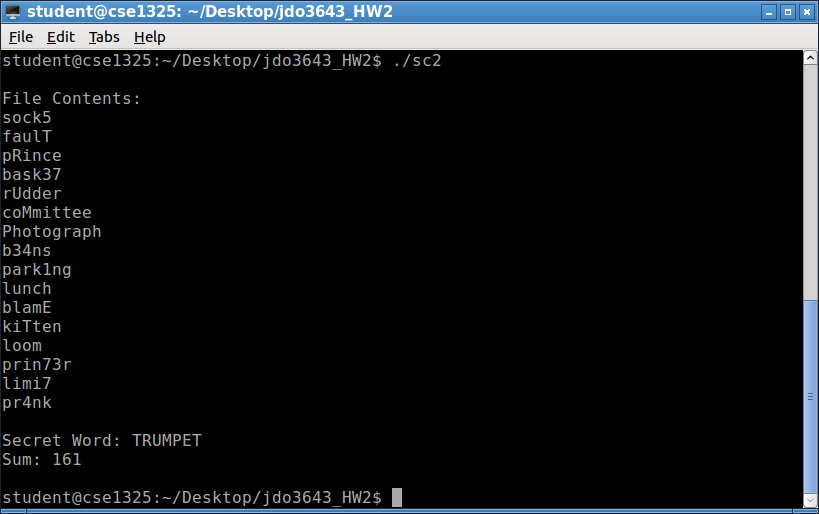 student@cse1325: ~/Desktop/jdo3643_HW2
File Edit Tabs Help
student@cse1325:~/Desktop/jdo3643_HW2$ ./sc2
File Contents:
sock5
faulT
pRince
bask37
rUdder
coMmittee
Photograph
b34ns
park1ng
lunch
blamE
kiTten
loom
prin73r
limi7
pr4nk
Secret Word: TRUMPET
Sum: 161
student@cse1325:~/Desktop/jdo3643_HW2$